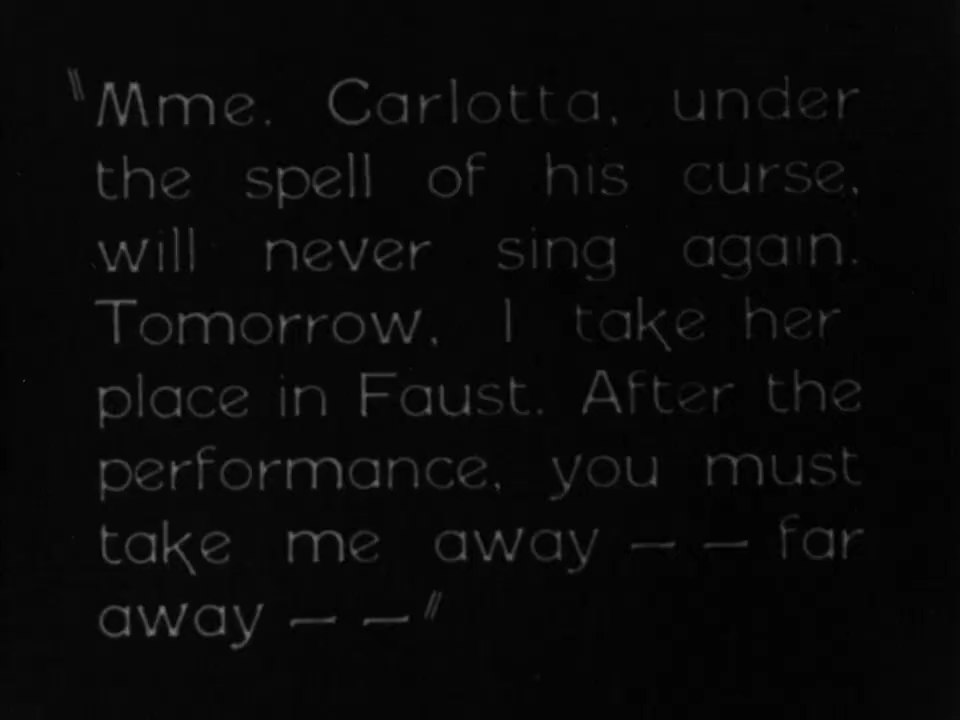 "Mme. Carlotta, under
the spell of his curse,
will never sing again.
Tomorrow, I take her
place in Faust. After the
performance, you must
take me away — — far
away — —"